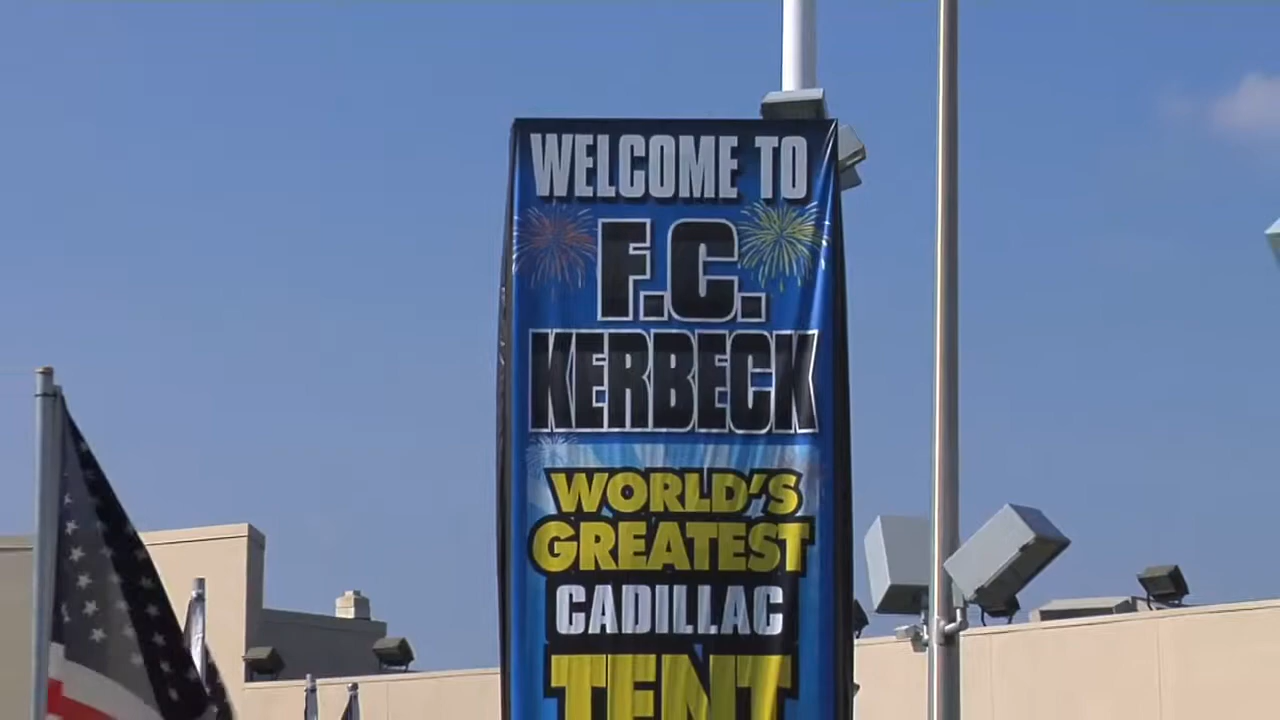 WELCOME TO
F.C.
KERBECK
WORLD'S
GREATEST
CADILLAC
TENT